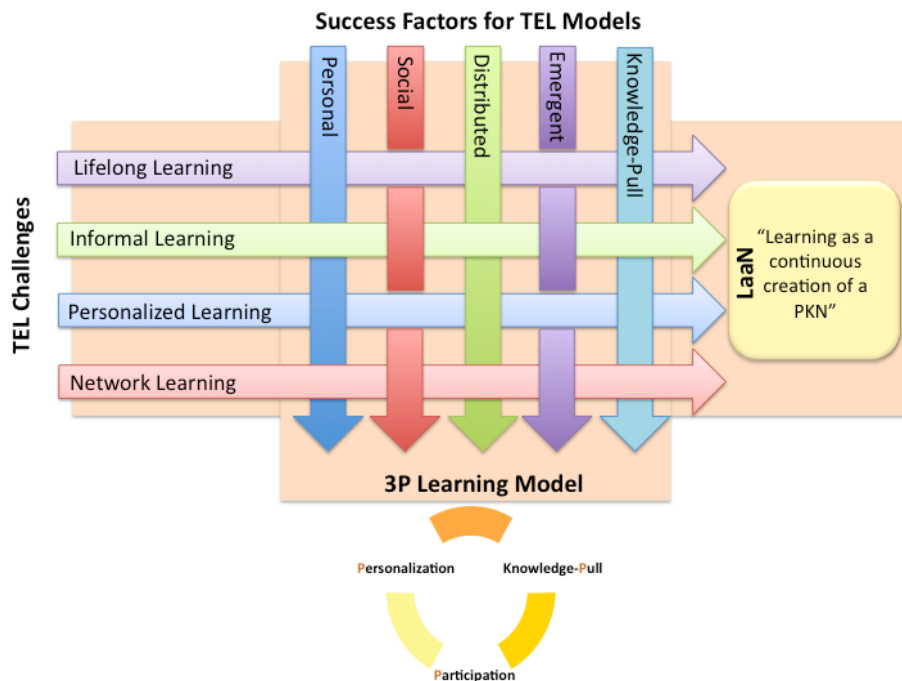 Success Factors for TEL Models
Personal
Social
Distributed
Emergent
Knowledge-Pull
TEL Challenges
Lifelong Learning
Informal Learning
Personalized Learning
Network Learning
LaaN
“Learning as a
continuous
creation of a
PKN”
3P Learning Model
Personalization
Knowledge-Pull
Participation